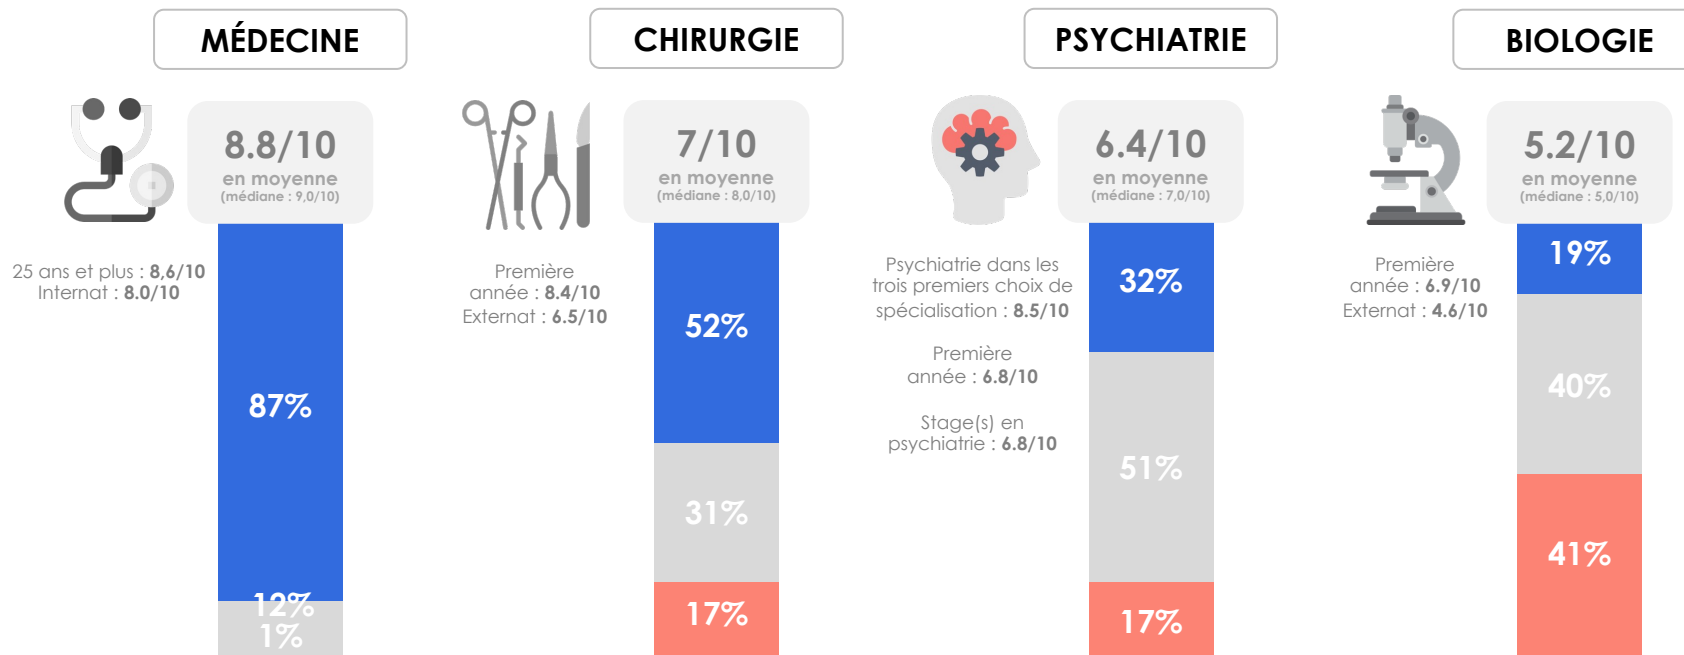 MÉDECINE
8.8/10
en moyenne
(médiane : 9,0/10)
25 ans et plus : 8,6/10
Internat : 8.0/10
87%
12%
1%
CHIRURGIE
7/10
en moyenne
(médiane : 8,0/10)
Première
année : 8.4/10
Externat : 6.5/10
52%
31%
17%
PSYCHIATRIE
6.4/10
en moyenne
(médiane : 7,0/10)
Psychiatrie dans les
trois premiers choix de
spécialisation : 8.5/10
Première
année : 6.8/10
Stage(s) en
psychiatrie : 6.8/10
32%
51%
17%
BIOLOGIE
5.2/10
en moyenne
(médiane : 5,0/10)
Première
année : 6.9/10
Externat : 4.6/10
19%
40%
41%